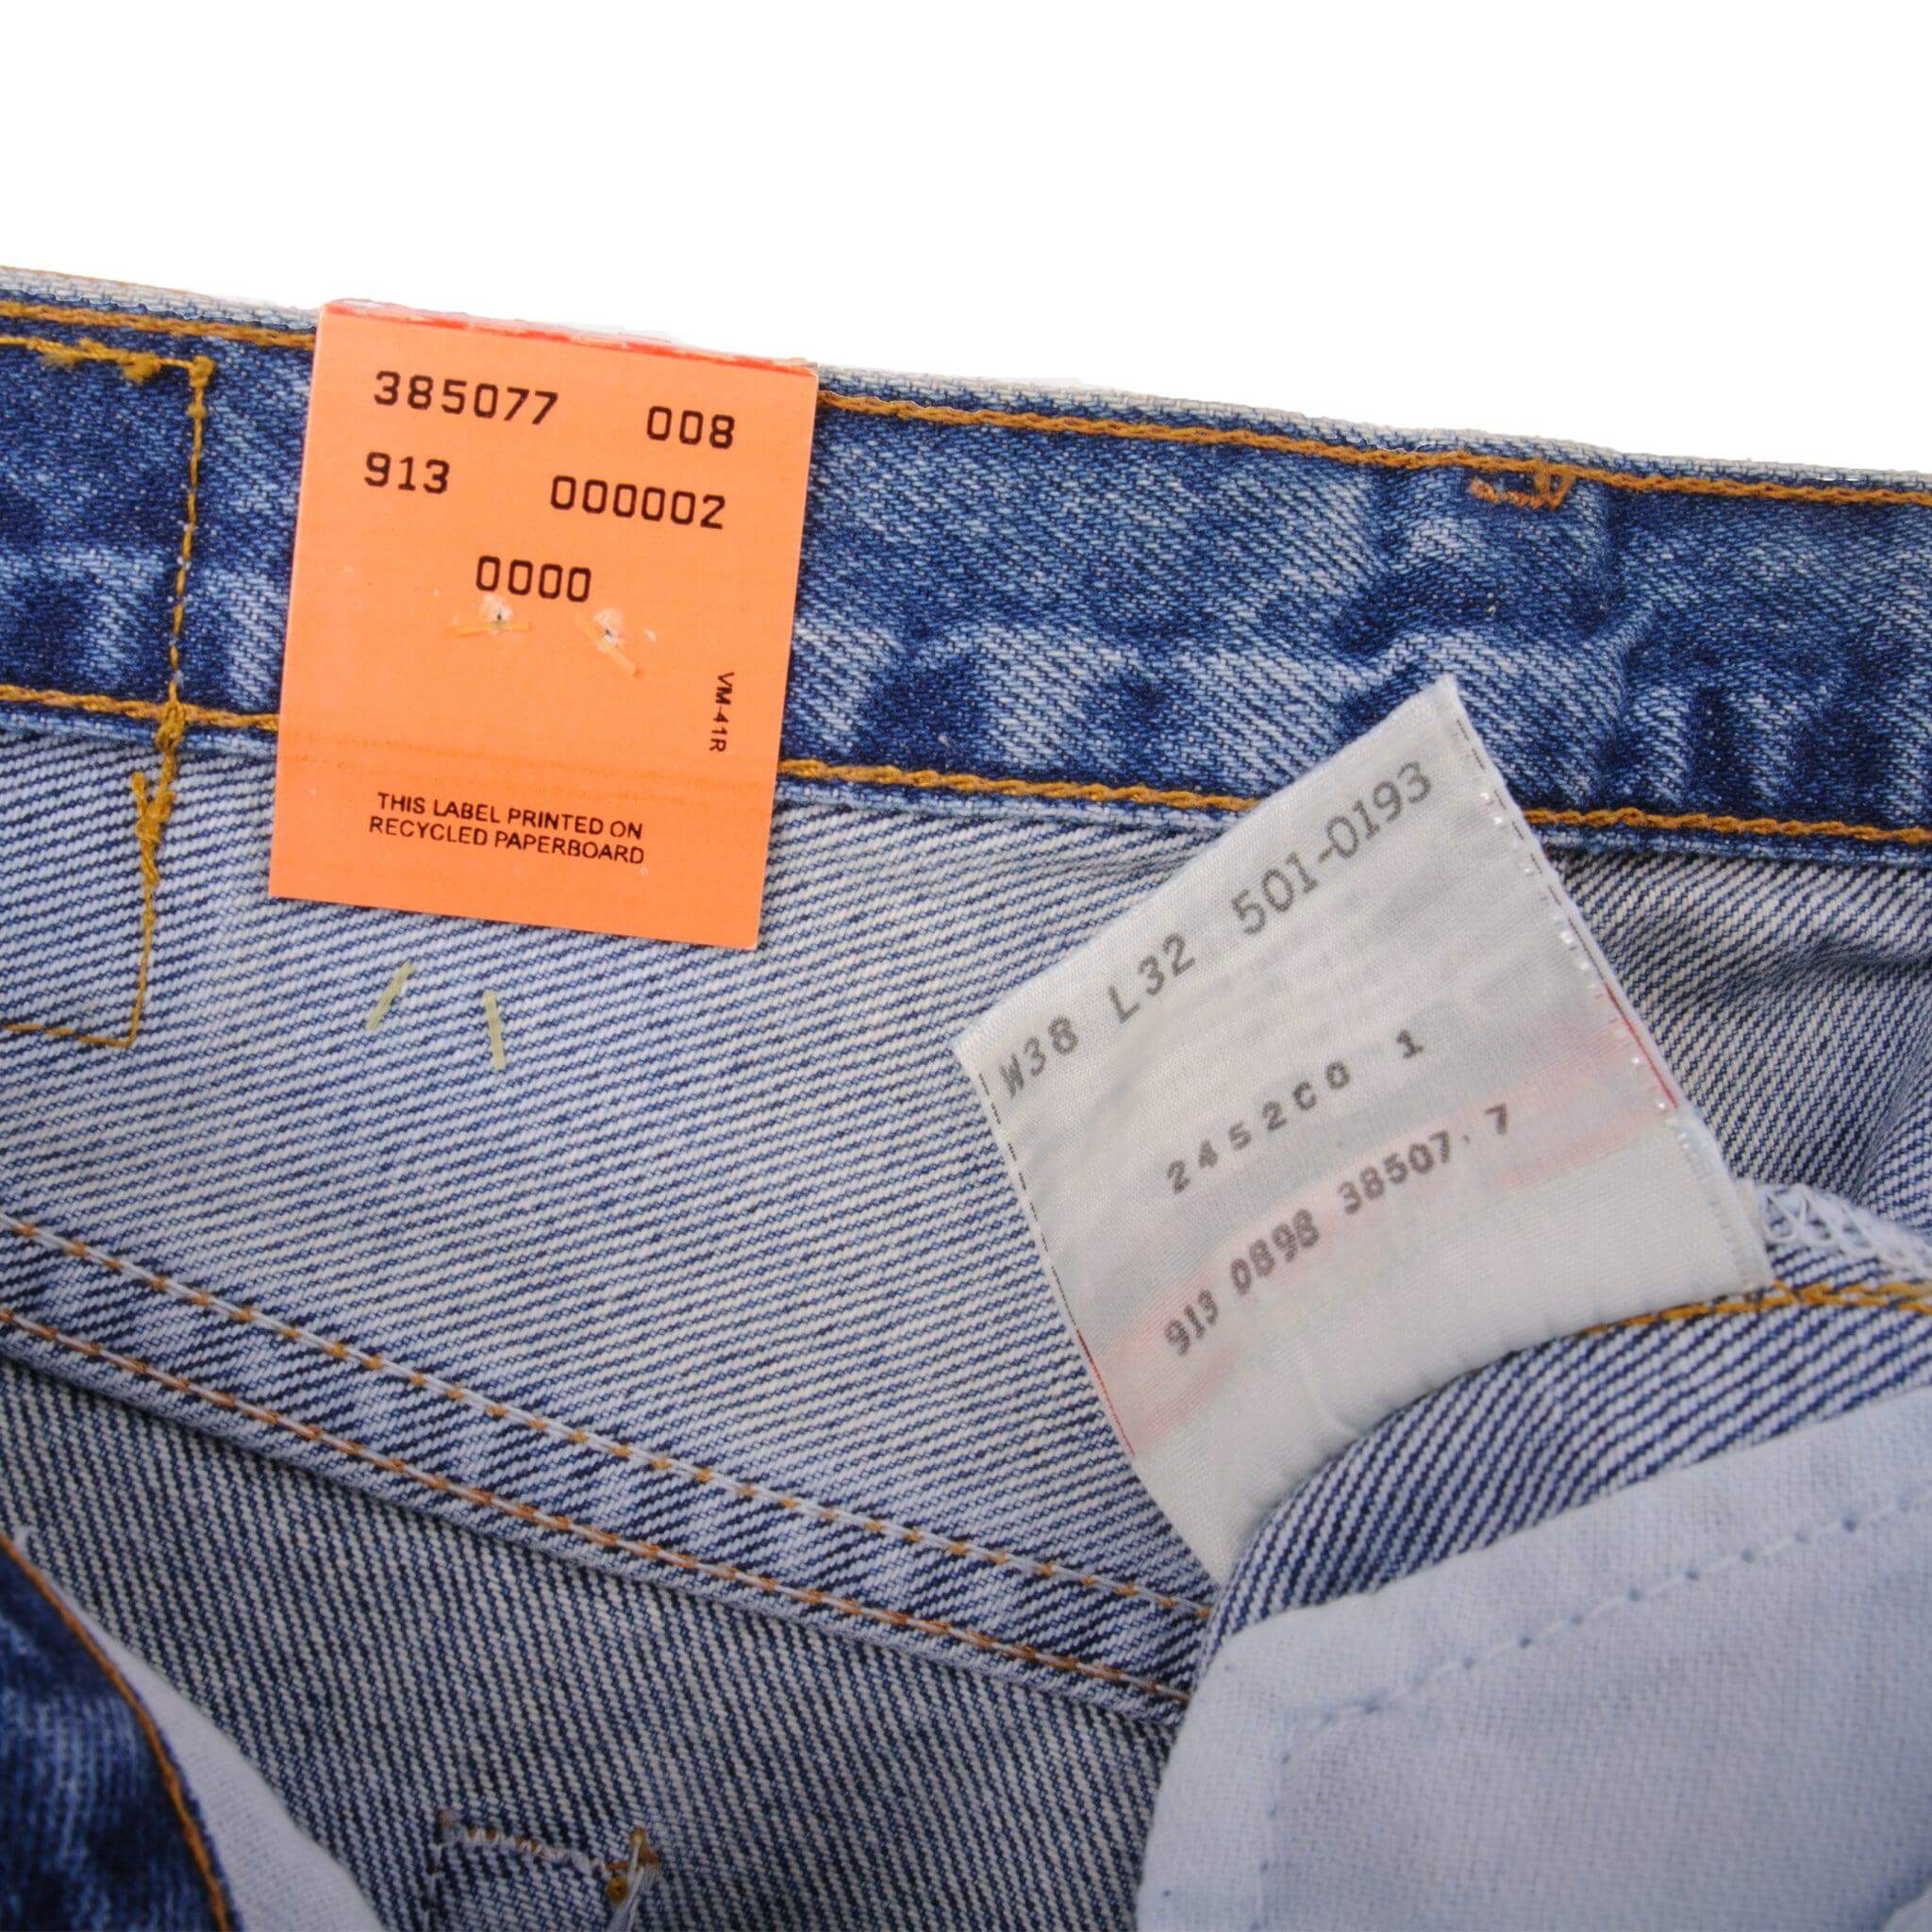 385077 008
913 000002
0000
VM-41R
THIS LABEL PRINTED ON
RECYCLED PAPERBOARD
W38 L32 501-0193
2452CO 1
913 0898 38507.7